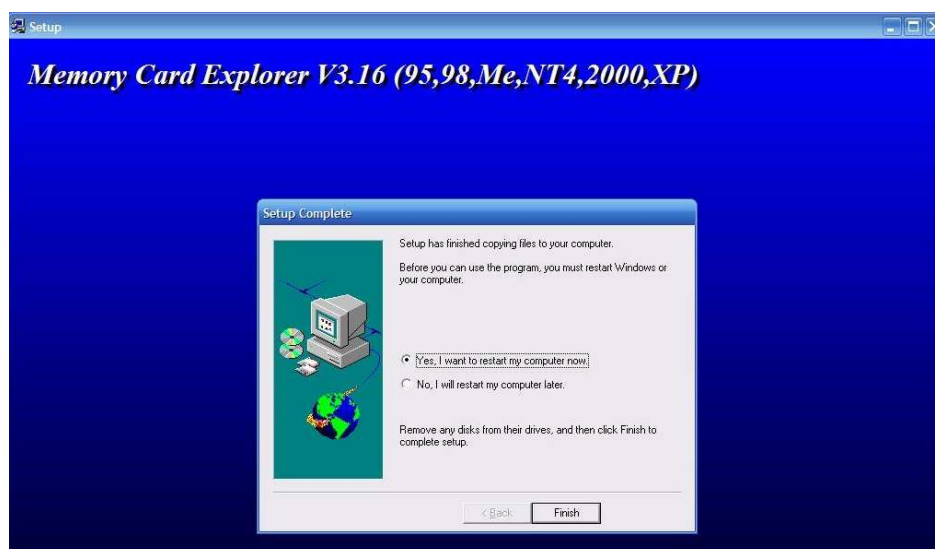 Setup
Memory Card Explorer V3.16 (95,98,Me,NT4,2000,XP)
Setup Complete
Setup has finished copying files to your computer.
Before you can use the program, you must restart Windows or
your computer.
Yes, I want to restart my computer now.
No, I will restart my computer later.
Remove any disks from their drives, and then click Finish to
complete setup.
< Back
Finish